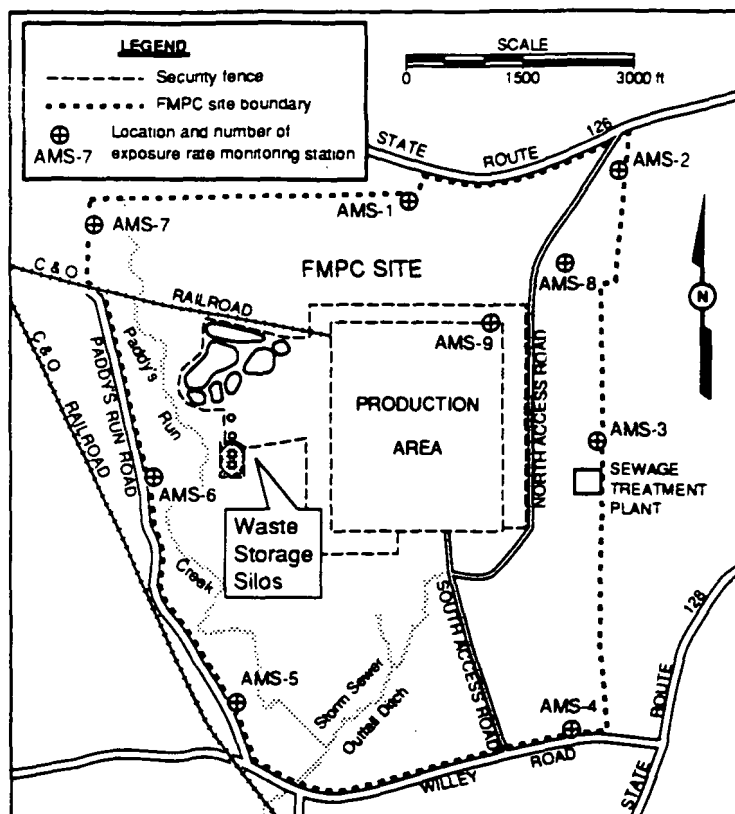 LEGEND
Security fence
FMPC site boundary
Location and number of
AMS-7 exposure rate monitoring station
SCALE
0 1500 3000 ft
STATE ROUTE 126
AMS-2
AMS-1
AMS-7
C & O RAILROAD
FMPC SITE
AMS-8
AMS-9
N
C & O RAILROAD
PADDY'S RUN ROAD
Paddy's Run Creek
PRODUCTION
AREA
NORTH ACCESS ROAD
AMS-3
SEWAGE
TREATMENT
PLANT
AMS-6
Waste
Storage
Silos
SOUTH ACCESS ROAD
AMS-5
Storm Sewer
Outfall Ditch
AMS-4
WILLEY ROAD
STATE ROUTE 128